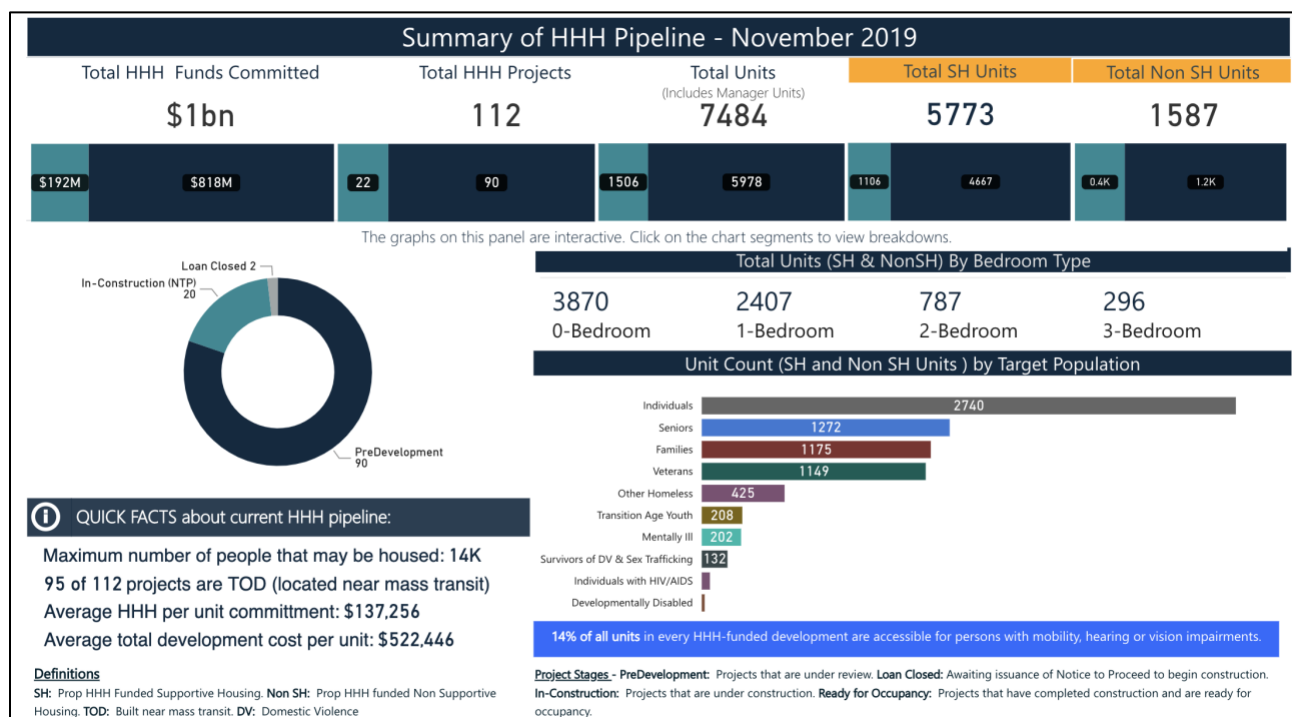 Summary of HHH Pipeline - November 2019
Total HHH Funds Committed
$1bn
Total HHH Projects
112
Total Units
(Includes Manager Units)
7484
Total SH Units
5773
Total Non SH Units
1587
$192M
$818M
22
90
1506
5978
1106
4667
0.4K
1.2K
The graphs on this panel are interactive. Click on the chart segments to view breakdowns.
Loan Closed 2
In-Construction (NTP)
20
PreDevelopment
90
Total Units (SH & NonSH) By Bedroom Type
3870
0-Bedroom
2407
1-Bedroom
787
2-Bedroom
296
3-Bedroom
Unit Count (SH and Non SH Units ) by Target Population
Individuals 2740
Seniors 1272
Families 1175
Veterans 1149
Other Homeless 425
Transition Age Youth 208
Mentally Ill 202
Survivors of DV & Sex Trafficking 132
Individuals with HIV/AIDS
Developmentally Disabled
14% of all units in every HHH-funded development are accessible for persons with mobility, hearing or vision impairments.
i QUICK FACTS about current HHH pipeline:
Maximum number of people that may be housed: 14K
95 of 112 projects are TOD (located near mass transit)
Average HHH per unit committment: $137,256
Average total development cost per unit: $522,446
Definitions
SH: Prop HHH Funded Supportive Housing. Non SH: Prop HHH funded Non Supportive
Housing. TOD: Built near mass transit. DV: Domestic Violence
Project Stages - PreDevelopment: Projects that are under review. Loan Closed: Awaiting issuance of Notice to Proceed to begin construction.
In-Construction: Projects that are under construction. Ready for Occupancy: Projects that have completed construction and are ready for
occupancy.